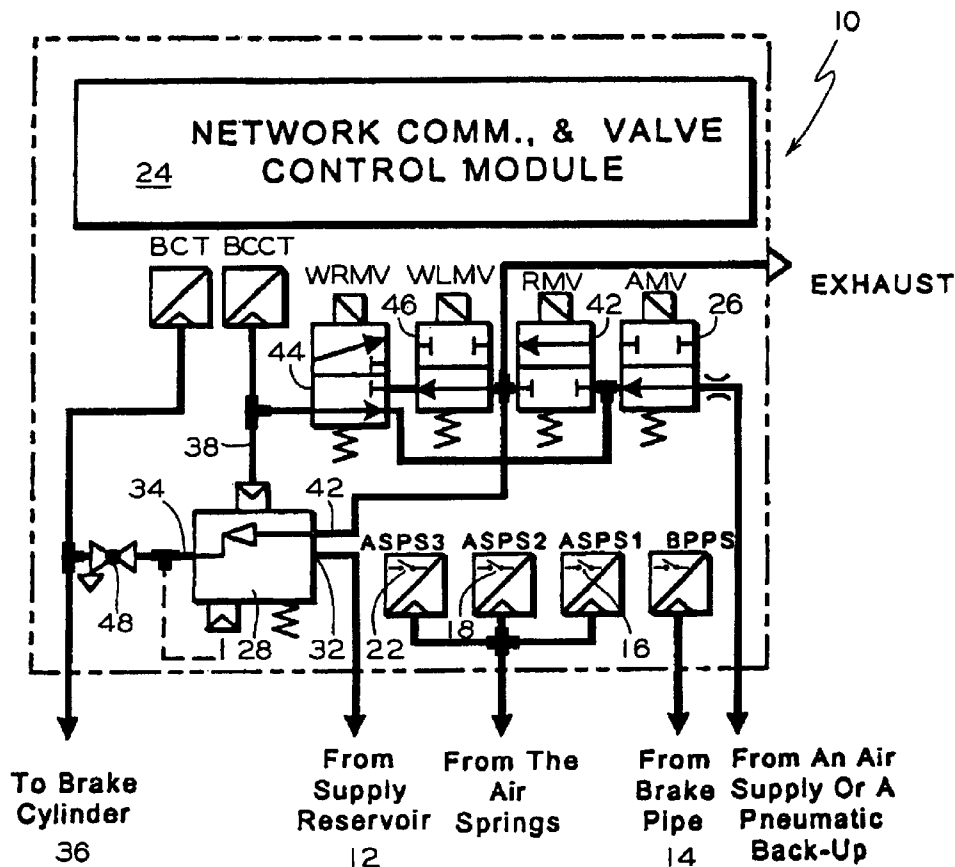 10
NETWORK COMM., & VALVE
CONTROL MODULE
24
BCT BCCT
WRMV WLMV RMV AMV
EXHAUST
46 42 26
44
38
34 42
ASPS3 ASPS2 ASPS1 BPPS
48 28 32 22 18 16
To Brake
Cylinder
36
From
Supply
Reservoir
12
From The
Air
Springs
From
Brake
Pipe
14
From An Air
Supply Or A
Pneumatic
Back-Up